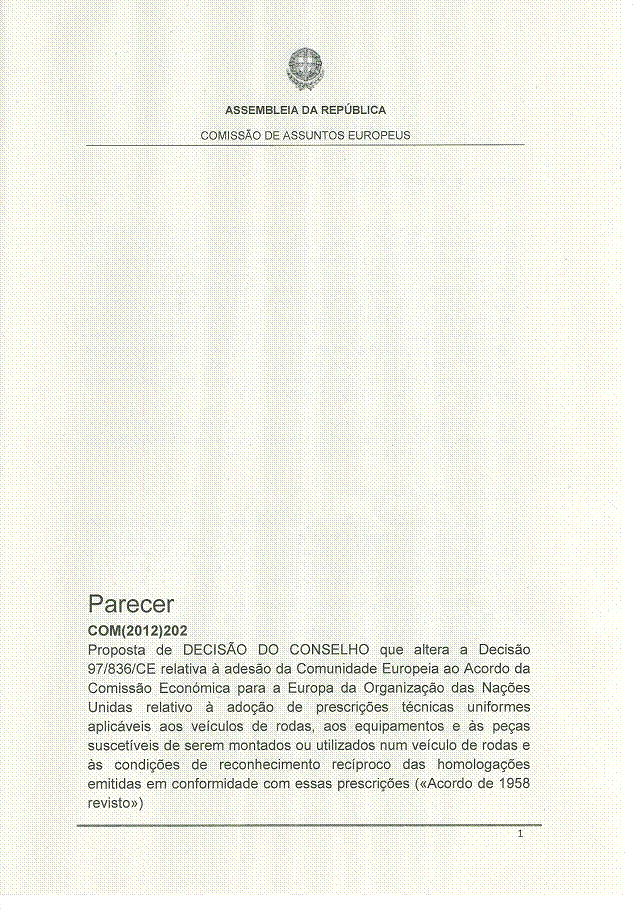 ASSEMBLEIA DA REPÚBLICA
COMISSÃO DE ASSUNTOS EUROPEUS
Parecer
COM(2012)202
Proposta de DECISÃO DO CONSELHO que altera a Decisão
97/836/CE relativa à adesão da Comunidade Europeia ao Acordo da
Comissão Económica para a Europa da Organização das Nações
Unidas relativo à adoção de prescrições técnicas uniformes
aplicáveis aos veículos de rodas, aos equipamentos e às peças
suscetíveis de serem montados ou utilizados num veículo de rodas e
às condições de reconhecimento recíproco das homologações
emitidas em conformidade com essas prescrições («Acordo de 1958
revisto»)
1